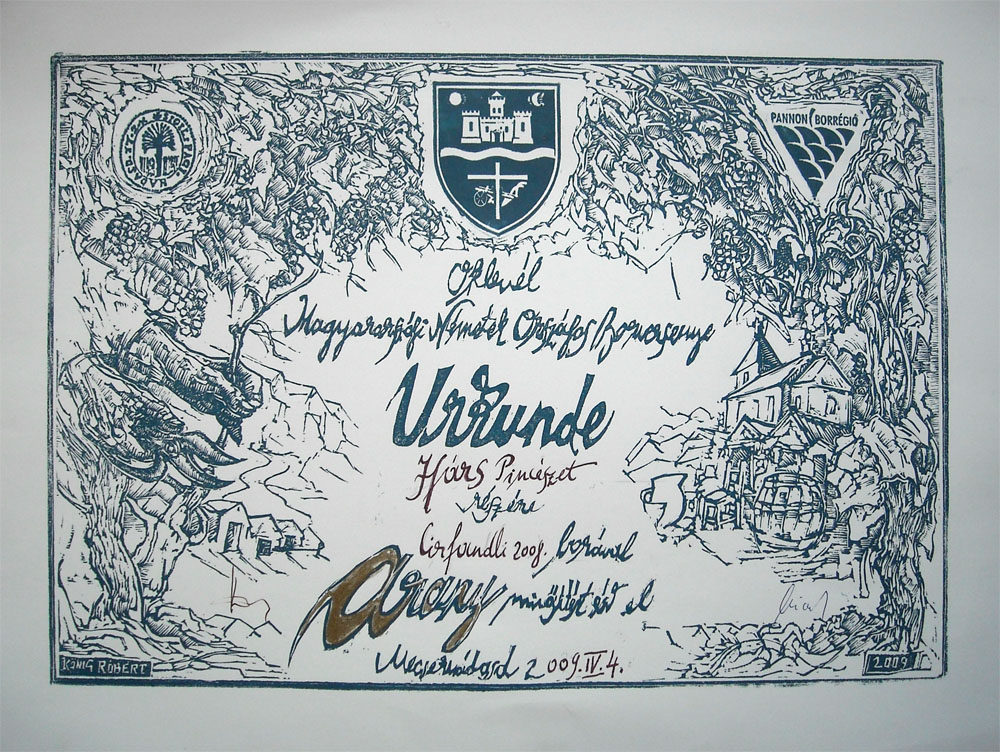 PANNON BORRÉGIÓ
Oklevél
Magyarországi Németek Országos Borversenye
Urkunde
Hárs Pincészet
részére
Cirfandli 2008. borával
Arany minősítést ért el
2009.IV.4.
KÖNIG RÓBERT
2009